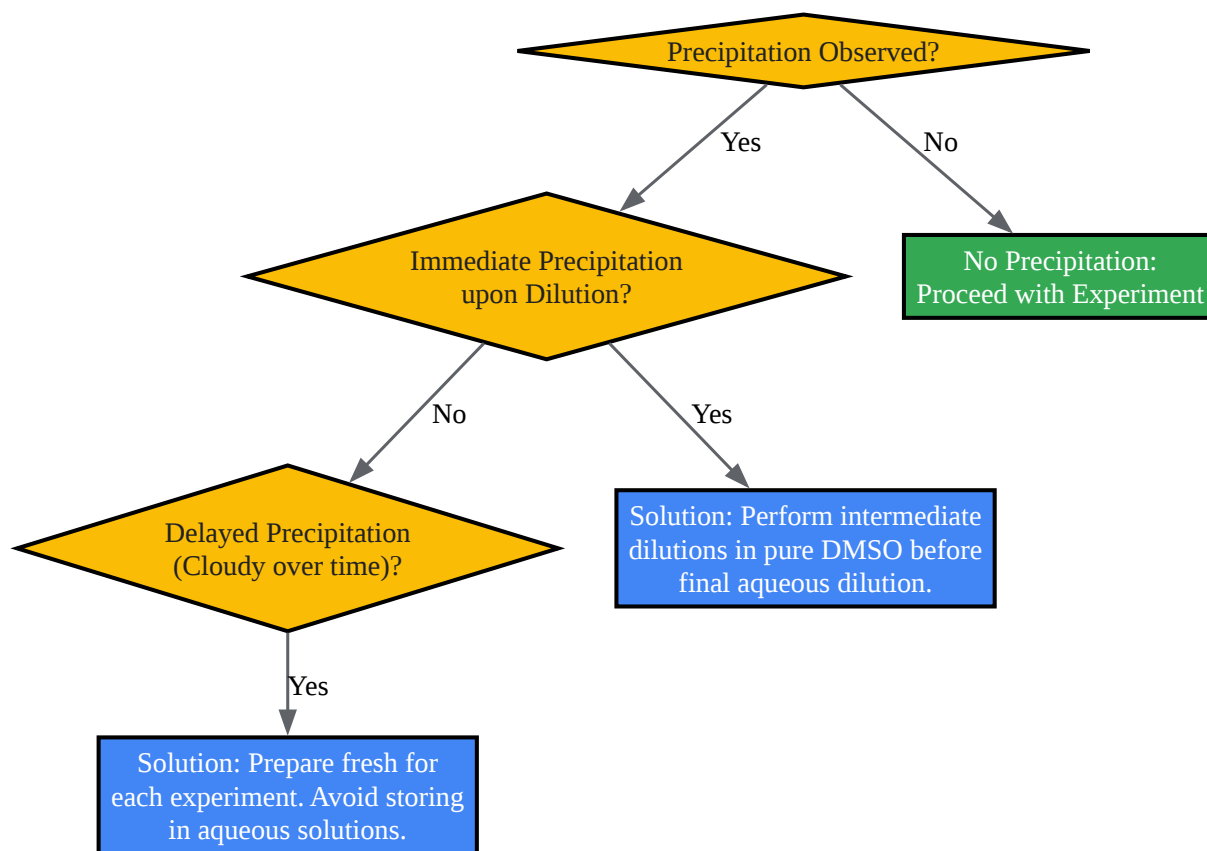 Precipitation Observed?
Yes
No
Immediate Precipitation
upon Dilution?
No Precipitation:
Proceed with Experiment
No
Yes
Delayed Precipitation
(Cloudy over time)?
Solution: Perform intermediate
dilutions in pure DMSO before
final aqueous dilution.
Yes
Solution: Prepare fresh for
each experiment. Avoid storing
in aqueous solutions.